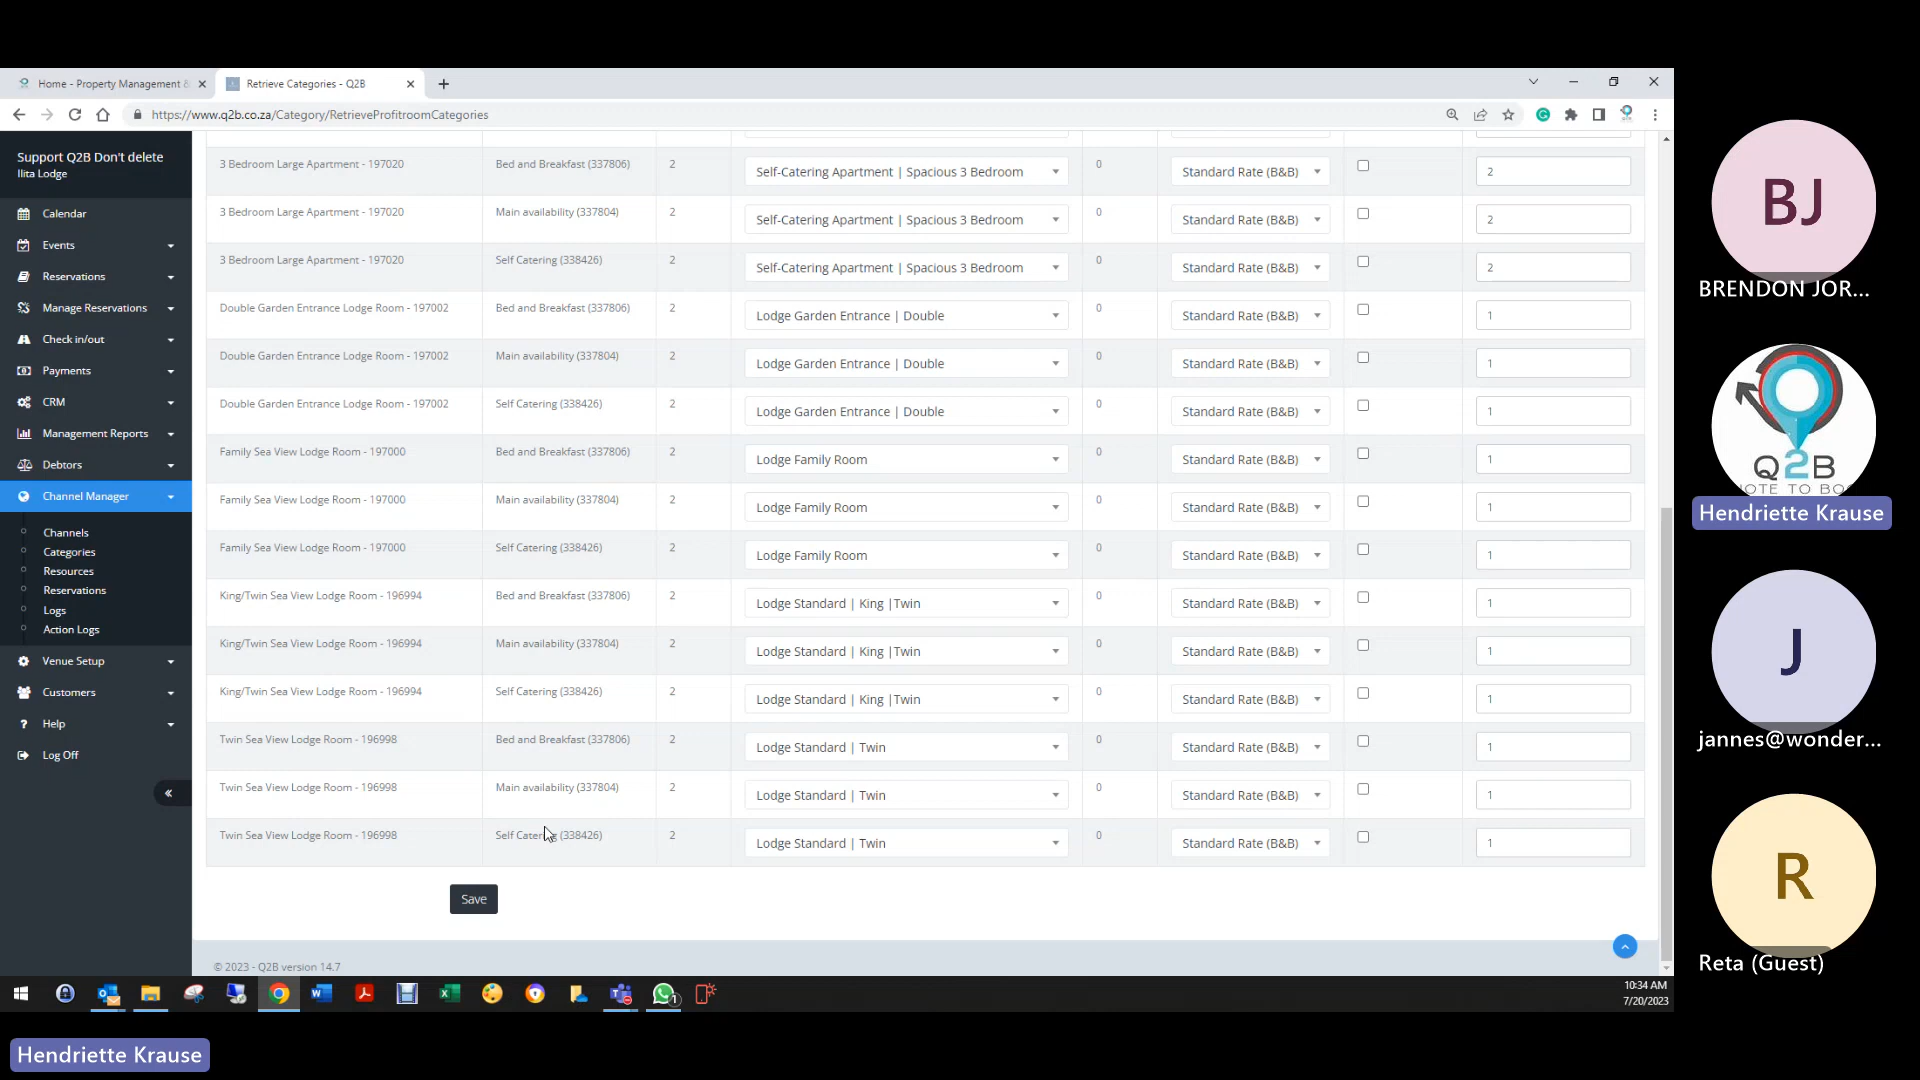 Home - Property Management &
Retrieve Categories - Q2B
https://www.q2b.co.za/Category/RetrieveProfitroomCategories
Support Q2B Don't delete
Ilita Lodge
Calendar
Events
Reservations
Manage Reservations
Check in/out
Payments
CRM
Management Reports
Debtors
Channel Manager
Channels
Categories
Resources
Reservations
Logs
Action Logs
Venue Setup
Customers
Help
Log Off
3 Bedroom Large Apartment - 197020 Bed and Breakfast (337806) 2 Self-Catering Apartment | Spacious 3 Bedroom 0 Standard Rate (B&B) 2
3 Bedroom Large Apartment - 197020 Main availability (337804) 2 Self-Catering Apartment | Spacious 3 Bedroom 0 Standard Rate (B&B) 2
3 Bedroom Large Apartment - 197020 Self Catering (338426) 2 Self-Catering Apartment | Spacious 3 Bedroom 0 Standard Rate (B&B) 2
Double Garden Entrance Lodge Room - 197002 Bed and Breakfast (337806) 2 Lodge Garden Entrance | Double 0 Standard Rate (B&B) 1
Double Garden Entrance Lodge Room - 197002 Main availability (337804) 2 Lodge Garden Entrance | Double 0 Standard Rate (B&B) 1
Double Garden Entrance Lodge Room - 197002 Self Catering (338426) 2 Lodge Garden Entrance | Double 0 Standard Rate (B&B) 1
Family Sea View Lodge Room - 197000 Bed and Breakfast (337806) 2 Lodge Family Room 0 Standard Rate (B&B) 1
Family Sea View Lodge Room - 197000 Main availability (337804) 2 Lodge Family Room 0 Standard Rate (B&B) 1
Family Sea View Lodge Room - 197000 Self Catering (338426) 2 Lodge Family Room 0 Standard Rate (B&B) 1
King/Twin Sea View Lodge Room - 196994 Bed and Breakfast (337806) 2 Lodge Standard | King |Twin 0 Standard Rate (B&B) 1
King/Twin Sea View Lodge Room - 196994 Main availability (337804) 2 Lodge Standard | King |Twin 0 Standard Rate (B&B) 1
King/Twin Sea View Lodge Room - 196994 Self Catering (338426) 2 Lodge Standard | King |Twin 0 Standard Rate (B&B) 1
Twin Sea View Lodge Room - 196998 Bed and Breakfast (337806) 2 Lodge Standard | Twin 0 Standard Rate (B&B) 1
Twin Sea View Lodge Room - 196998 Main availability (337804) 2 Lodge Standard | Twin 0 Standard Rate (B&B) 1
Twin Sea View Lodge Room - 196998 Self Catering (338426) 2 Lodge Standard | Twin 0 Standard Rate (B&B) 1
Save
© 2023 - Q2B version 14.7
10:34 AM
7/20/2023
BJ
BRENDON JOR...
Q2B
Hendriette Krause
J
jannes@wonder...
R
Reta (Guest)
Hendriette Krause